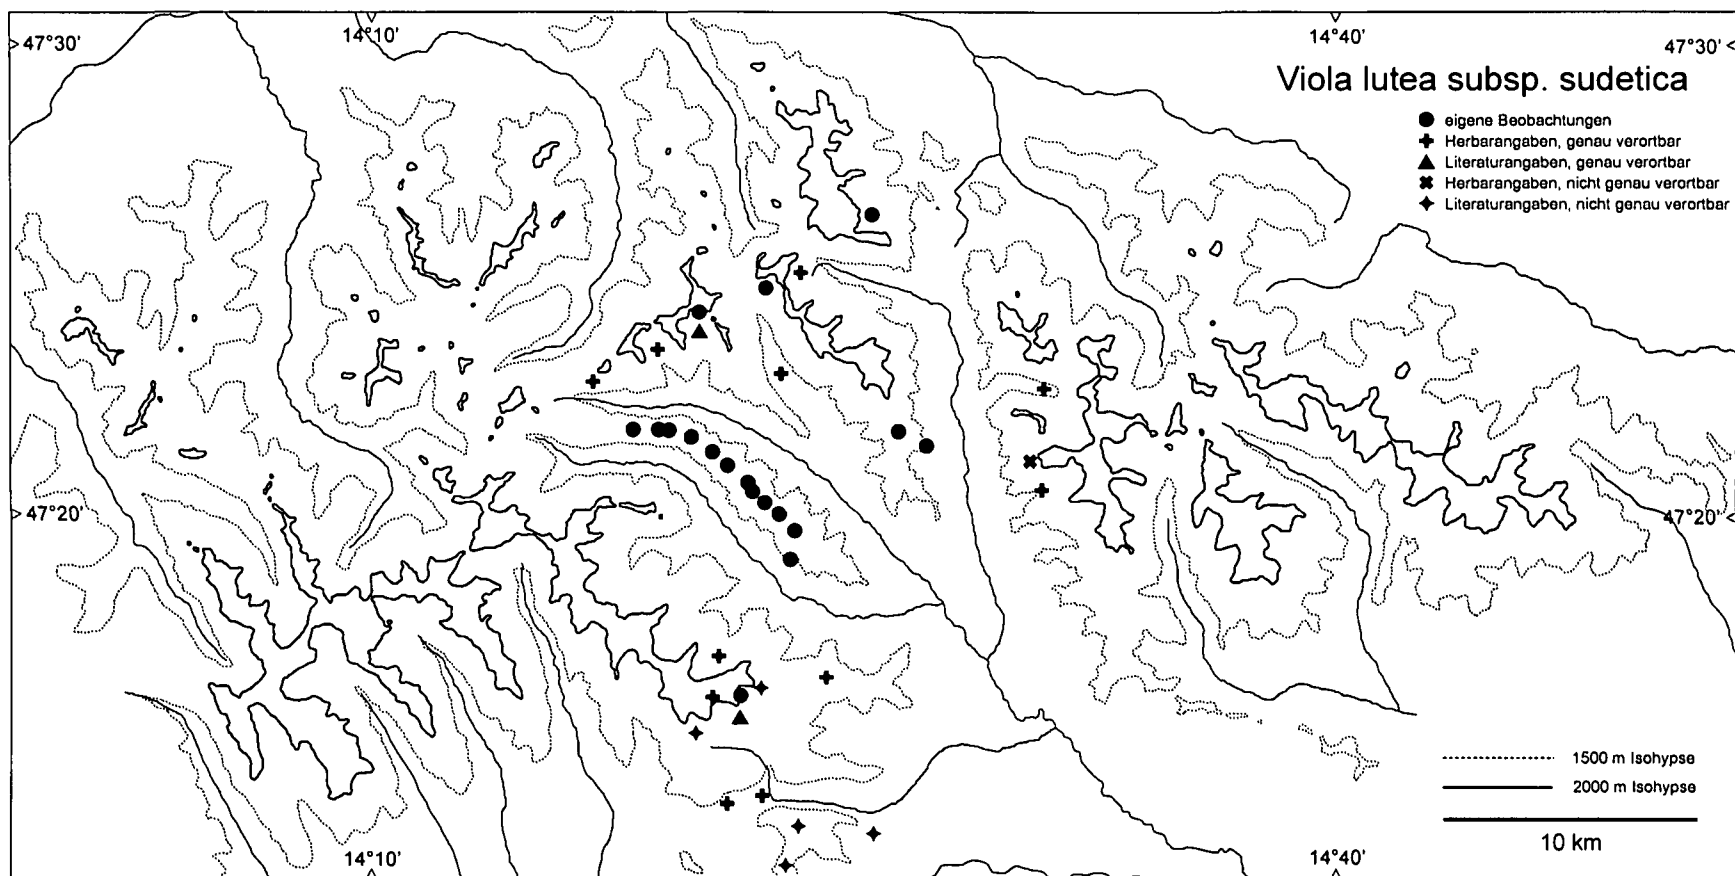 14°10'
14°40'
47°30'
47°30'
Viola lutea subsp. sudetica
eigene Beobachtungen
Herbarangaben, genau verortbar
Literaturangaben, genau verortbar
Herbarangaben, nicht genau verortbar
Literaturangaben, nicht genau verortbar
47°20'
47°20'
1500 m Isohypse
2000 m Isohypse
10 km
14°10'
14°40'